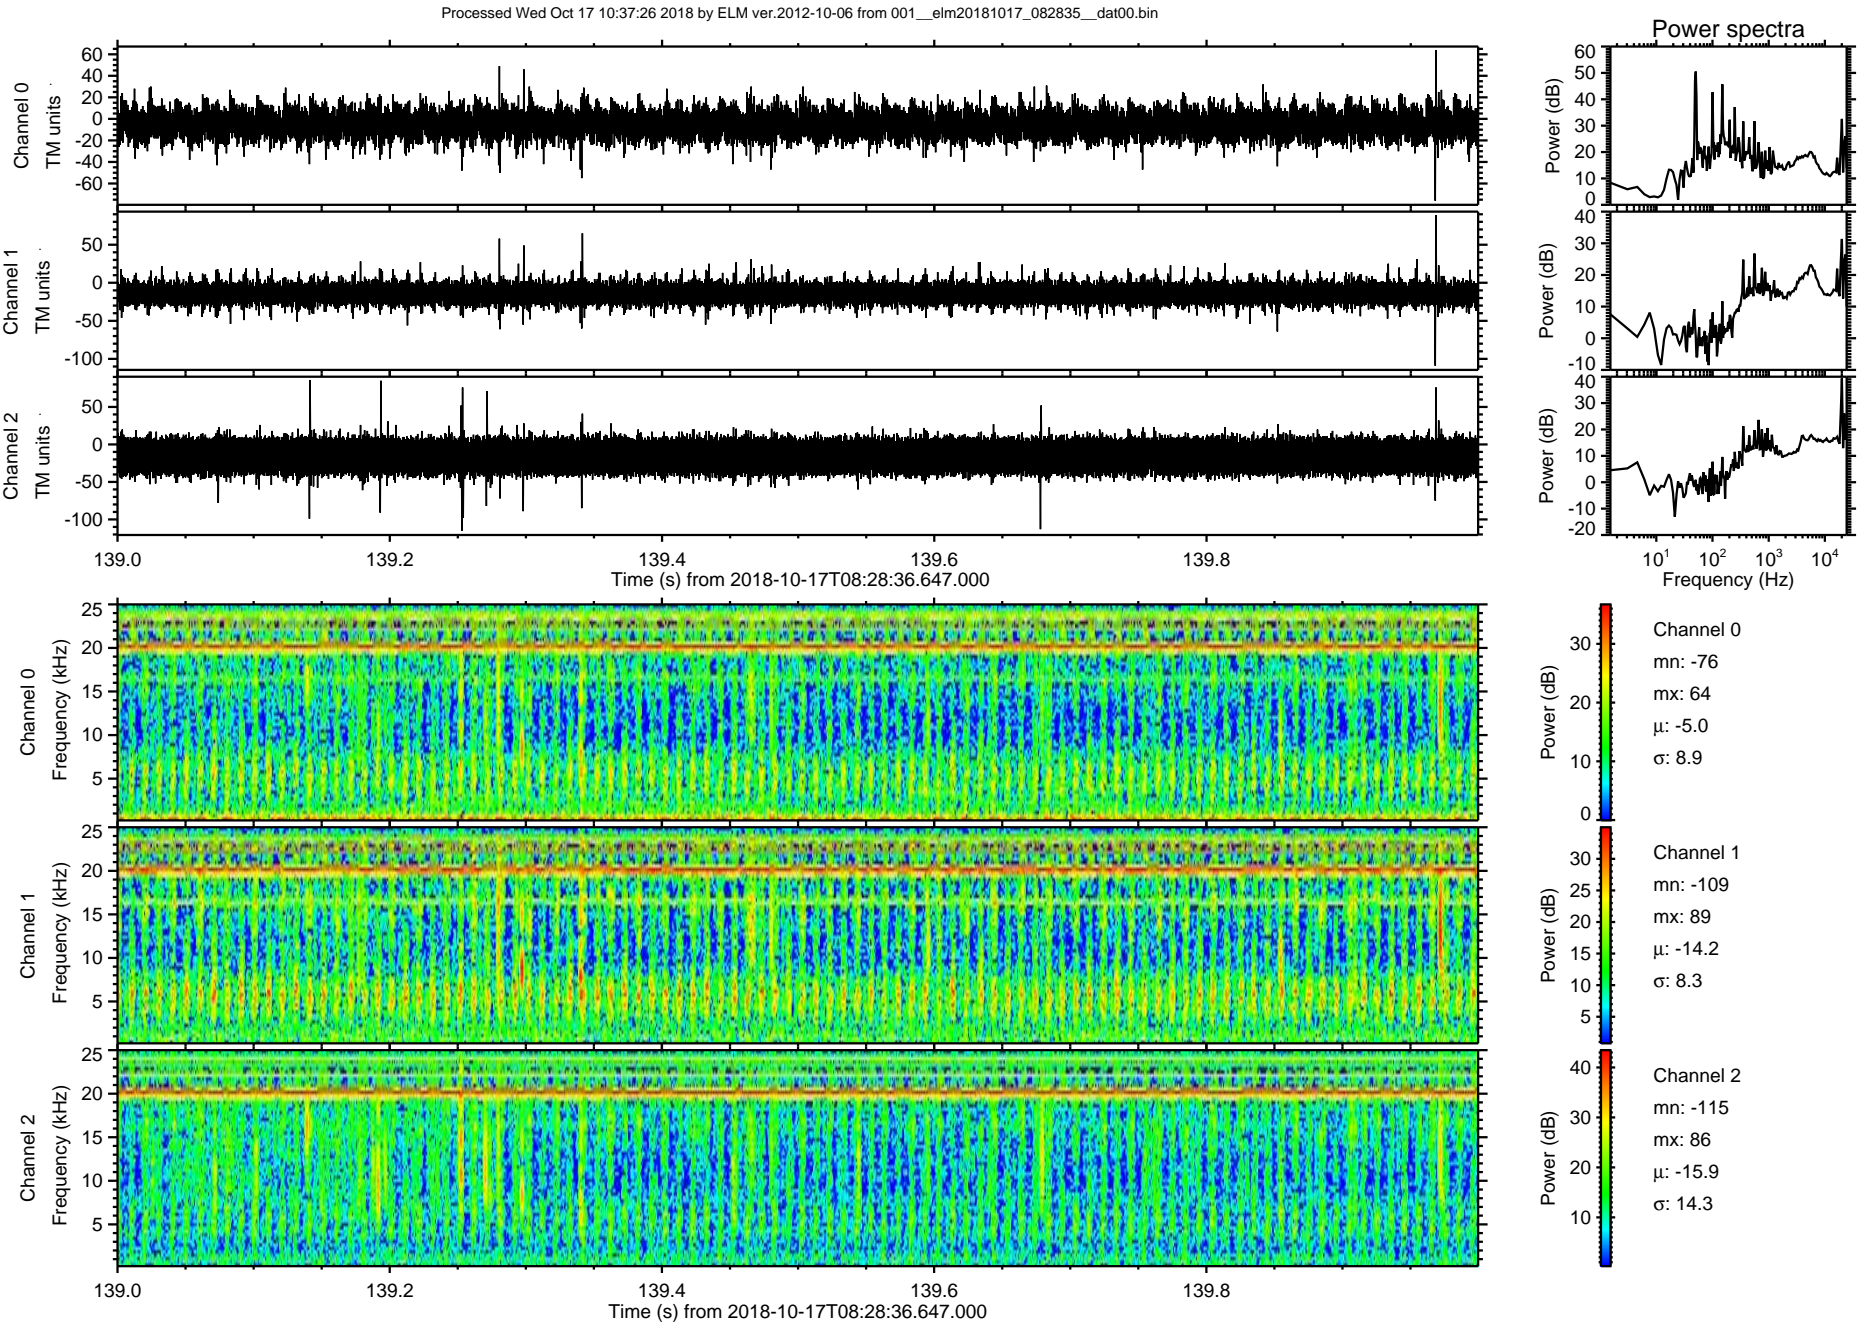 Processed Wed Oct 17 10:37:26 2018 by ELM ver.2012-10-06 from 001__elm20181017_082835__dat00.bin
Power spectra
Channel 0
TM units
60
40
20
0
-20
-40
-60
Power (dB)
60
50
40
30
20
10
0
Channel 1
TM units
50
0
-50
-100
Power (dB)
40
30
20
10
0
-10
Channel 2
TM units
50
0
-50
-100
Power (dB)
40
30
20
10
0
-10
-20
139.0 139.2 139.4 139.6 139.8
Time (s) from 2018-10-17T08:28:36.647.000
10¹ 10² 10³ 10⁴
Frequency (Hz)
Channel 0
Frequency (kHz)
25
20
15
10
5
Power (dB)
30
20
10
0
Channel 0
mn: -76
mx: 64
μ: -5.0
σ: 8.9
Channel 1
Frequency (kHz)
25
20
15
10
5
Power (dB)
30
25
20
15
10
5
Channel 1
mn: -109
mx: 89
μ: -14.2
σ: 8.3
Channel 2
Frequency (kHz)
25
20
15
10
5
Power (dB)
40
30
20
10
Channel 2
mn: -115
mx: 86
μ: -15.9
σ: 14.3
139.0 139.2 139.4 139.6 139.8
Time (s) from 2018-10-17T08:28:36.647.000